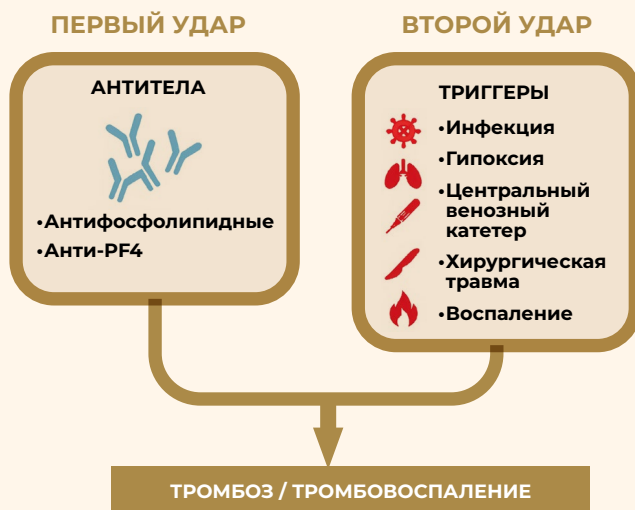 ПЕРВЫЙ УДАР
АНТИТЕЛА
•Антифосфолипидные
•Анти-PF4
ВТОРОЙ УДАР
ТРИГГЕРЫ
•Инфекция
•Гипоксия
•Центральный
венозный
катетер
•Хирургическая
травма
•Воспаление
ТРОМБОЗ / ТРОМБОВОСПАЛЕНИЕ